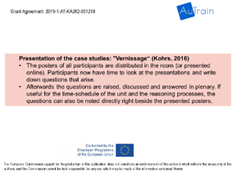 Grant Agreement: 2019-1-AT-KA202-051218
AuTrain
Presentation of the case studies: "Vernissage" (Kohrs, 2018)
• The posters of all participants are distributed in the room (or presented
online). Participants now have time to look at the presentations and write
down questions that arise.
• Afterwards the questions are raised, discussed and answered in plenary. If
useful for the time-schedule of the unit and the reasoning processes, the
questions can also be noted directly right beside the presented posters.
Co-funded by the
Erasmus+ Programme
of the European Union
The European Commission support for the production of this publication does not constitute an endorsement of the contents which reflects the views only of the
authors, and the Commission cannot be held responsible for any use which may be made of the information contained therein.